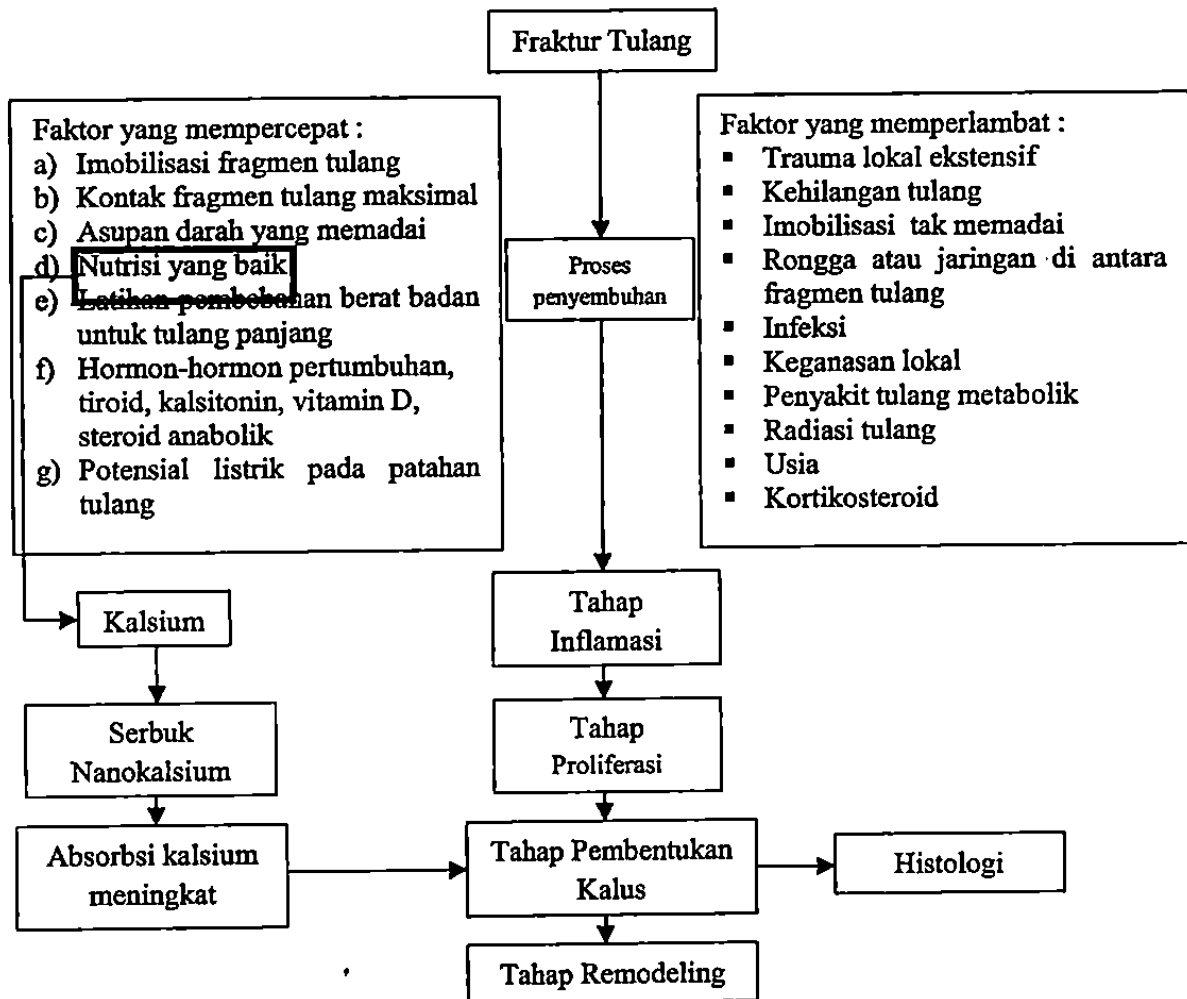 Fraktur Tulang
Faktor yang mempercepat :
a) Imobilisasi fragmen tulang
b) Kontak fragmen tulang maksimal
c) Asupan darah yang memadai
d) Nutrisi yang baik
e) Latihan pembebahan berat badan
untuk tulang panjang
f) Hormon-hormon pertumbuhan,
tiroid, kalsitonin, vitamin D,
steroid anabolik
g) Potensial listrik pada patahan
tulang
Faktor yang memperlambat :
▪ Trauma lokal ekstensif
▪ Kehilangan tulang
▪ Imobilisasi tak memadai
▪ Rongga atau jaringan di antara
fragmen tulang
▪ Infeksi
▪ Keganasan lokal
▪ Penyakit tulang metabolik
▪ Radiasi tulang
▪ Usia
▪ Kortikosteroid
Proses
penyembuhan
Kalsium
Serbuk
Nanokalsium
Absorbsi kalsium
meningkat
Tahap
Inflamasi
Tahap
Proliferasi
Tahap Pembentukan
Kalus
Histologi
Tahap Remodeling